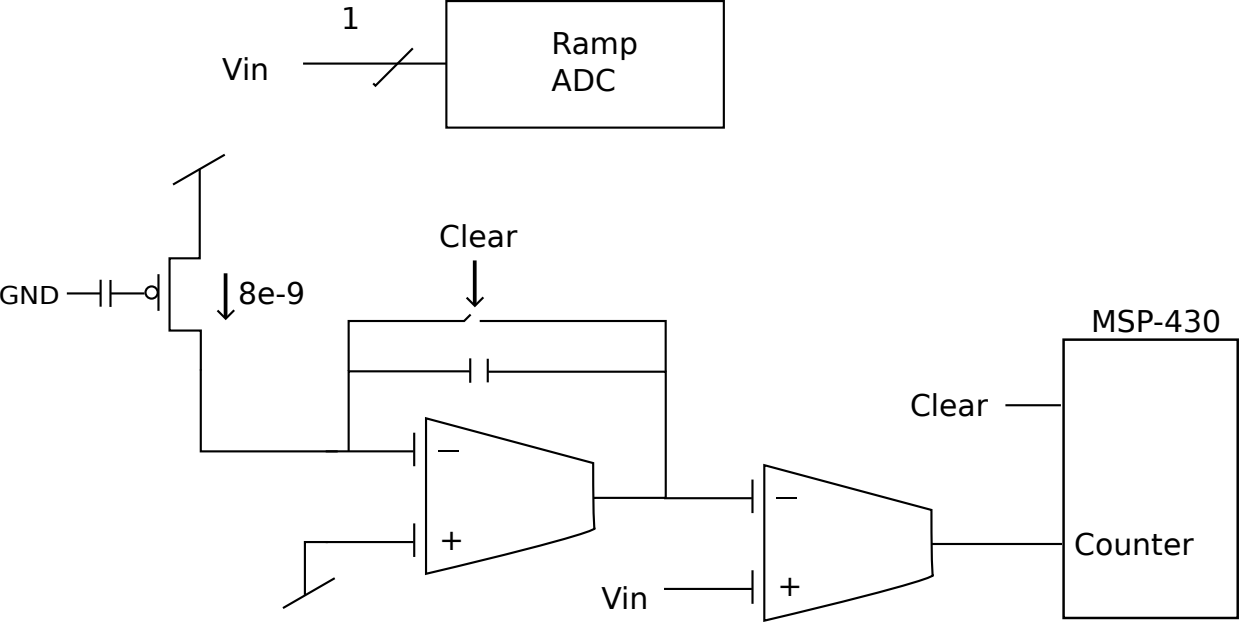 1
Vin
Ramp
ADC
Clear
GND
8e-9
MSP-430
Clear
−
+
−
+
Vin
Counter